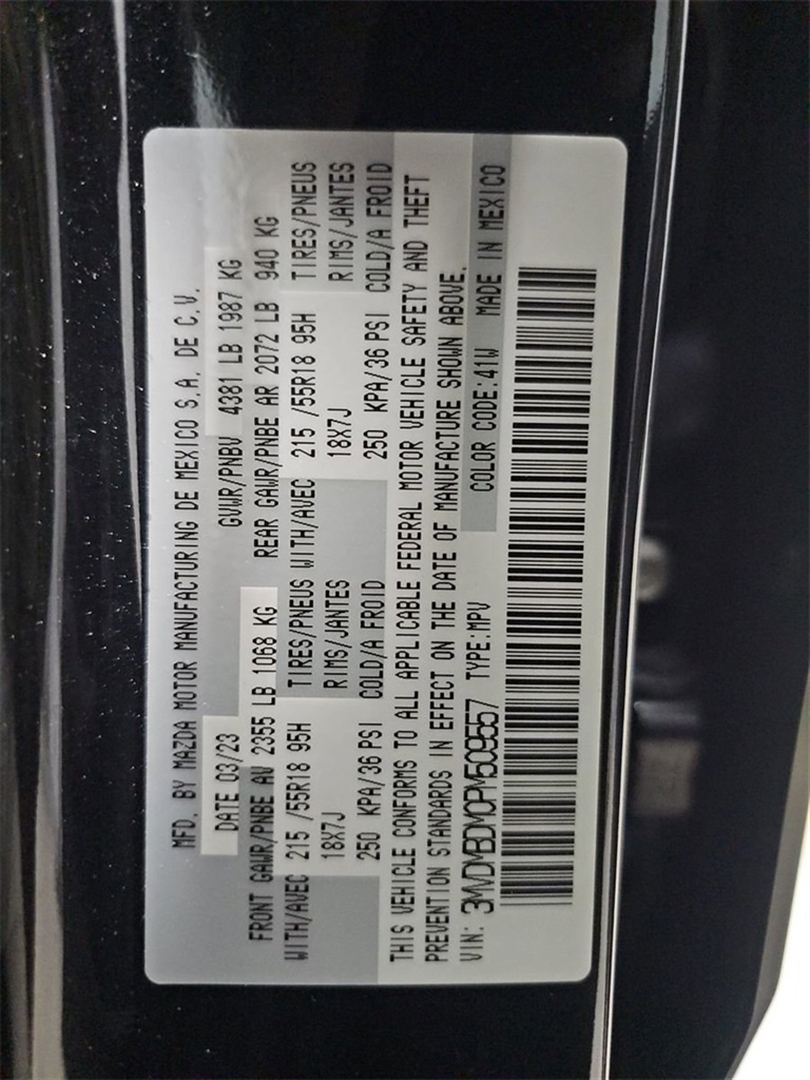 MFD. BY MAZDA MOTOR MANUFACTURING DE MEXICO S.A. DE C.V.
DATE 03/23 GVWR/PNBV 4381 LB 1987 KG
FRONT GAWR/PNBE AV 2355 LB 1068 KG REAR GAWR/PNBE AR 2072 LB 940 KG
WITH/AVEC 215 /55R18 95H TIRES/PNEUS WITH/AVEC 215 /55R18 95H TIRES/PNEUS
18X7J RIMS/JANTES 18X7J RIMS/JANTES
250 KPA/36 PSI COLD/A FROID 250 KPA/36 PSI COLD/A FROID
THIS VEHICLE CONFORMS TO ALL APPLICABLE FEDERAL MOTOR VEHICLE SAFETY AND THEFT
PREVENTION STANDARDS IN EFFECT ON THE DATE OF MANUFACTURE SHOWN ABOVE.
VIN: 3MVDMBDM0PM509557 TYPE:MPV COLOR CODE:41W MADE IN MEXICO